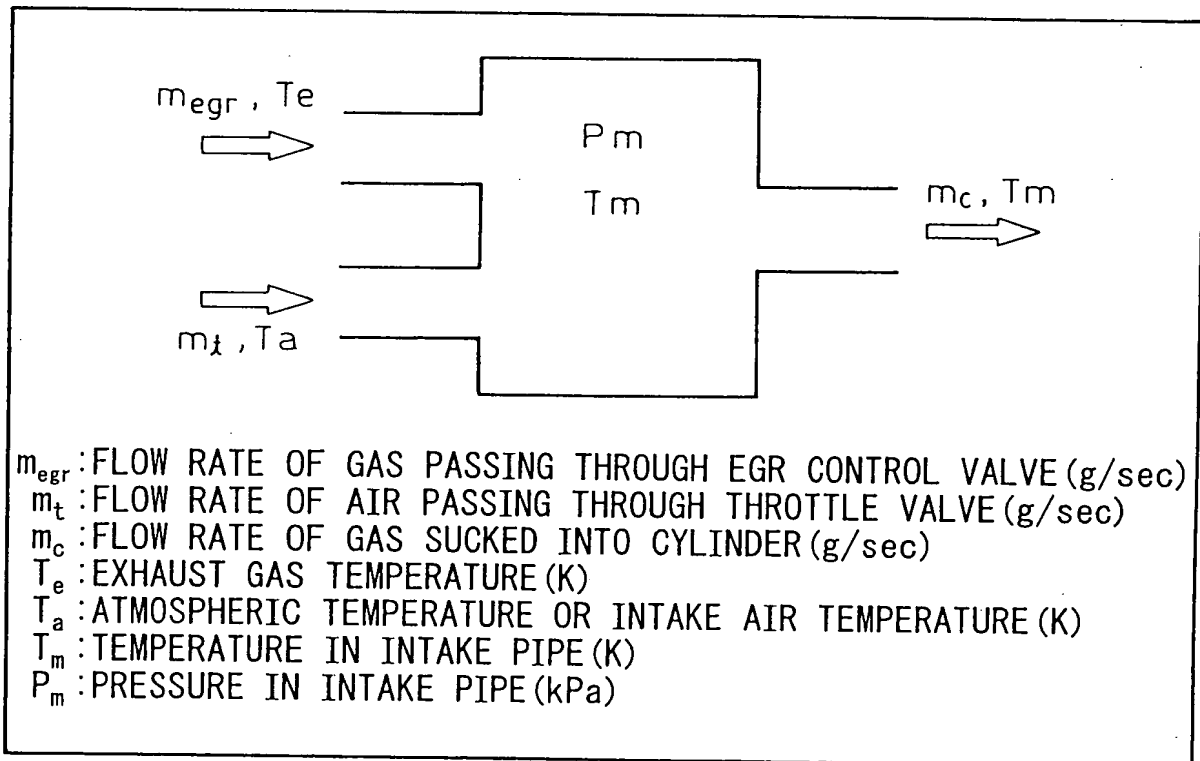 m_egr, Te
Pm
Tm
m_c, Tm
m_t, Ta
m_egr:FLOW RATE OF GAS PASSING THROUGH EGR CONTROL VALVE(g/sec)
m_t:FLOW RATE OF AIR PASSING THROUGH THROTTLE VALVE(g/sec)
m_c:FLOW RATE OF GAS SUCKED INTO CYLINDER(g/sec)
T_e:EXHAUST GAS TEMPERATURE(K)
T_a:ATMOSPHERIC TEMPERATURE OR INTAKE AIR TEMPERATURE(K)
T_m:TEMPERATURE IN INTAKE PIPE(K)
P_m:PRESSURE IN INTAKE PIPE(kPa)